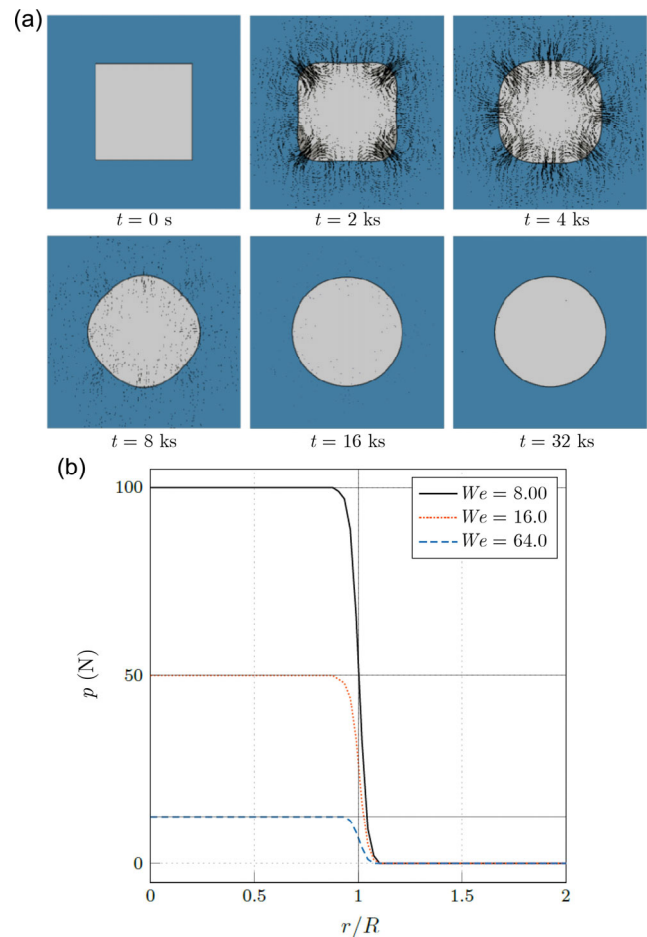 (a)
t = 0 s
t = 2 ks
t = 4 ks
t = 8 ks
t = 16 ks
t = 32 ks
(b)
We = 8.00
We = 16.0
We = 64.0
p (N)
100
50
0
0
0.5
1
1.5
2
r/R